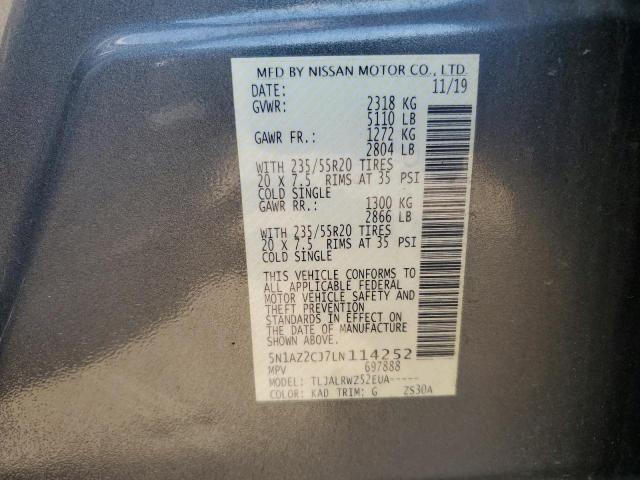 MFD BY NISSAN MOTOR CO., LTD.
DATE: 11/19
GVWR: 2318 KG
5110 LB
GAWR FR.: 1272 KG
2804 LB
WITH 235/55R20 TIRES
20 X 7.5 RIMS AT 35 PSI
COLD SINGLE
GAWR RR.: 1300 KG
2866 LB
WITH 235/55R20 TIRES
20 X 7.5 RIMS AT 35 PSI
COLD SINGLE
THIS VEHICLE CONFORMS TO
ALL APPLICABLE FEDERAL
MOTOR VEHICLE SAFETY AND
THEFT PREVENTION
STANDARDS IN EFFECT ON
THE DATE OF MANUFACTURE
SHOWN ABOVE.
5N1AZ2CJ7LN114252
MPV 697888
MODEL: TLJALRWZ52EUA-----
COLOR: KAD TRIM: G ZS30A